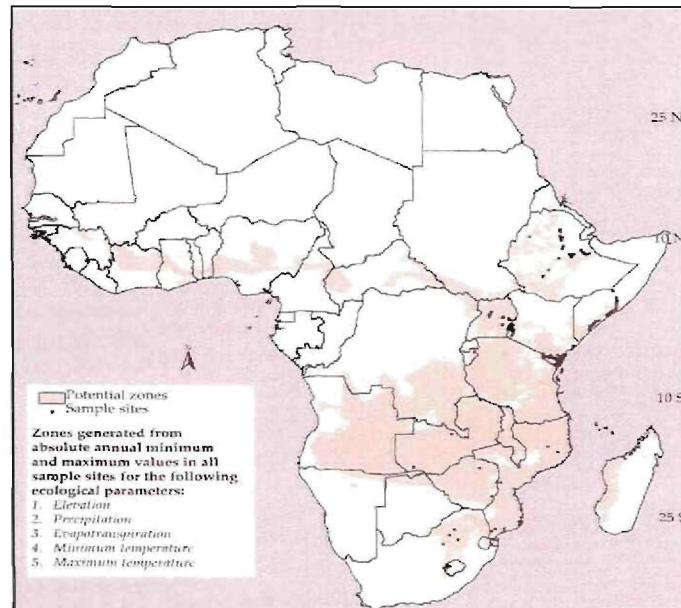 25 N
10 N
10 S
25 S
Potential zones
Sample sites
Zones generated from
absolute annual minimum
and maximum values in all
sample sites for the following
ecological parameters:
1. Elevation
2. Precipitation
3. Evapotranspiration
4. Minimum temperature
5. Maximum temperature